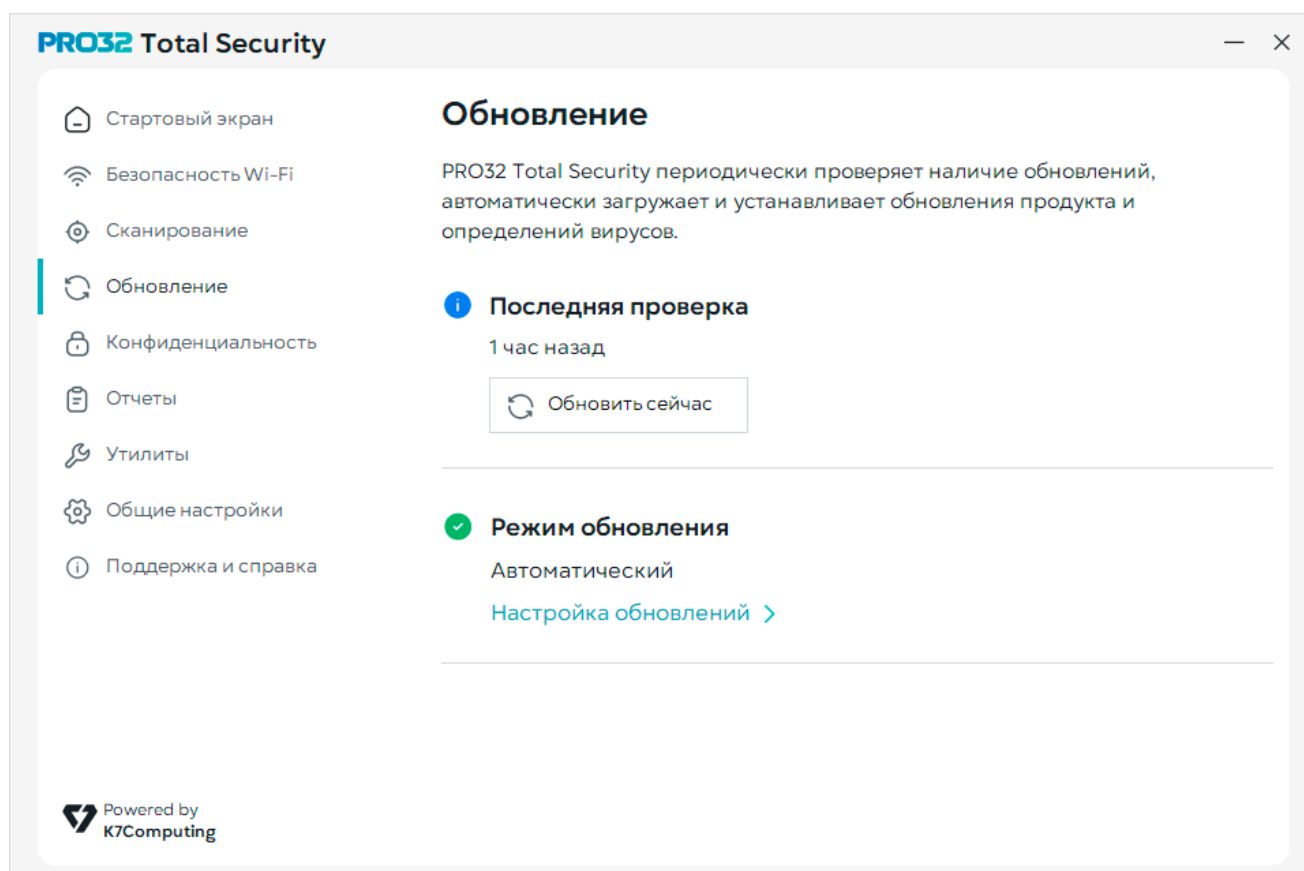 PRO32 Total Security
Стартовый экран
Безопасность Wi-Fi
Сканирование
Обновление
Конфиденциальность
Отчеты
Утилиты
Общие настройки
Поддержка и справка
Powered by
K7Computing
Обновление
PRO32 Total Security периодически проверяет наличие обновлений,
автоматически загружает и устанавливает обновления продукта и
определений вирусов.
Последняя проверка
1 час назад
Обновить сейчас
Режим обновления
Автоматический
Настройка обновлений